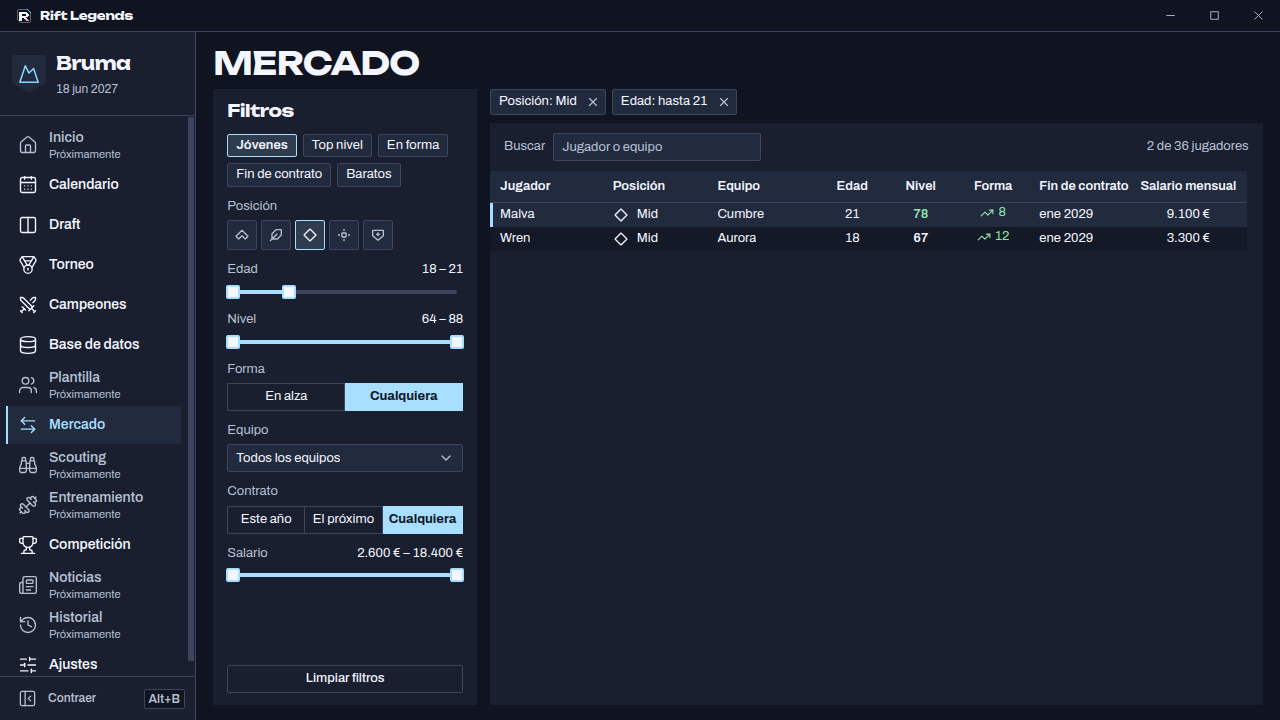 Rift Legends
Bruma
18 jun 2027
Inicio
Próximamente
Calendario
Draft
Torneo
Campeones
Base de datos
Plantilla
Próximamente
Mercado
Scouting
Próximamente
Entrenamiento
Próximamente
Competición
Noticias
Próximamente
Historial
Próximamente
Ajustes
Contraer Alt+B
MERCADO
Filtros
Jóvenes Top nivel En forma
Fin de contrato Baratos
Posición
Edad 18 – 21
Nivel 64 – 88
Forma
En alza Cualquiera
Equipo
Todos los equipos
Contrato
Este año El próximo Cualquiera
Salario 2.600 € – 18.400 €
Limpiar filtros
Posición: Mid Edad: hasta 21
Buscar Jugador o equipo 2 de 36 jugadores
Jugador Posición Equipo Edad Nivel Forma Fin de contrato Salario mensual
Malva Mid Cumbre 21 78 8 ene 2029 9.100 €
Wren Mid Aurora 18 67 12 ene 2029 3.300 €